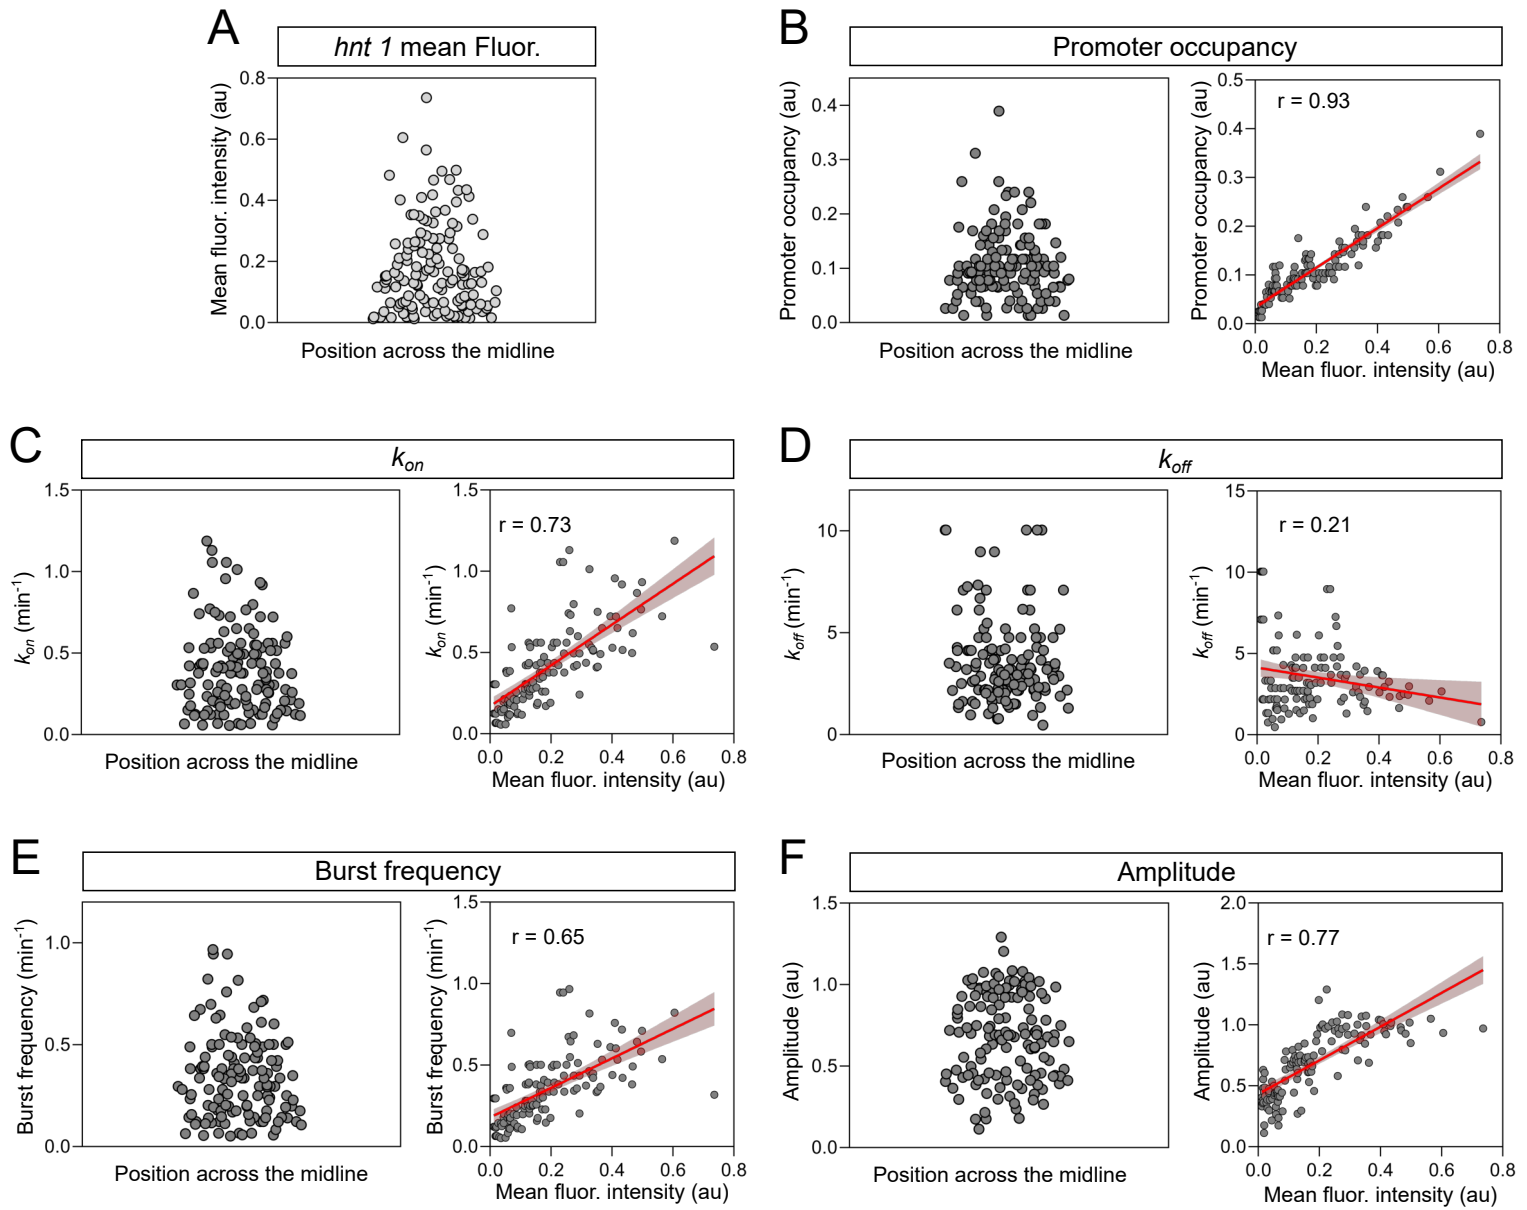 A
hnt 1 mean Fluor.
Mean fluor. intensity (au)
0.8
0.6
0.4
0.2
0.0
Position across the midline
B
Promoter occupancy
Promoter occupancy (au)
0.4
0.3
0.2
0.1
0.0
Position across the midline
Promoter occupancy (au)
0.5
0.4
0.3
0.2
0.1
0.0
r = 0.93
0.0 0.2 0.4 0.6 0.8
Mean fluor. intensity (au)
C
kon
kon (min-1)
1.5
1.0
0.5
0.0
Position across the midline
kon (min-1)
1.5
1.0
0.5
0.0
r = 0.73
0.0 0.2 0.4 0.6 0.8
Mean fluor. intensity (au)
D
koff
koff (min-1)
10
5
0
Position across the midline
koff (min-1)
15
10
5
0
r = 0.21
0.0 0.2 0.4 0.6 0.8
Mean fluor. intensity (au)
E
Burst frequency
Burst frequency (min-1)
1.0
0.5
0.0
Position across the midline
Burst frequency (min-1)
1.5
1.0
0.5
0.0
r = 0.65
0.0 0.2 0.4 0.6 0.8
Mean fluor. intensity (au)
F
Amplitude
Amplitude (au)
1.5
1.0
0.5
0.0
Position across the midline
Amplitude (au)
2.0
1.5
1.0
0.5
0.0
r = 0.77
0.0 0.2 0.4 0.6 0.8
Mean fluor. intensity (au)